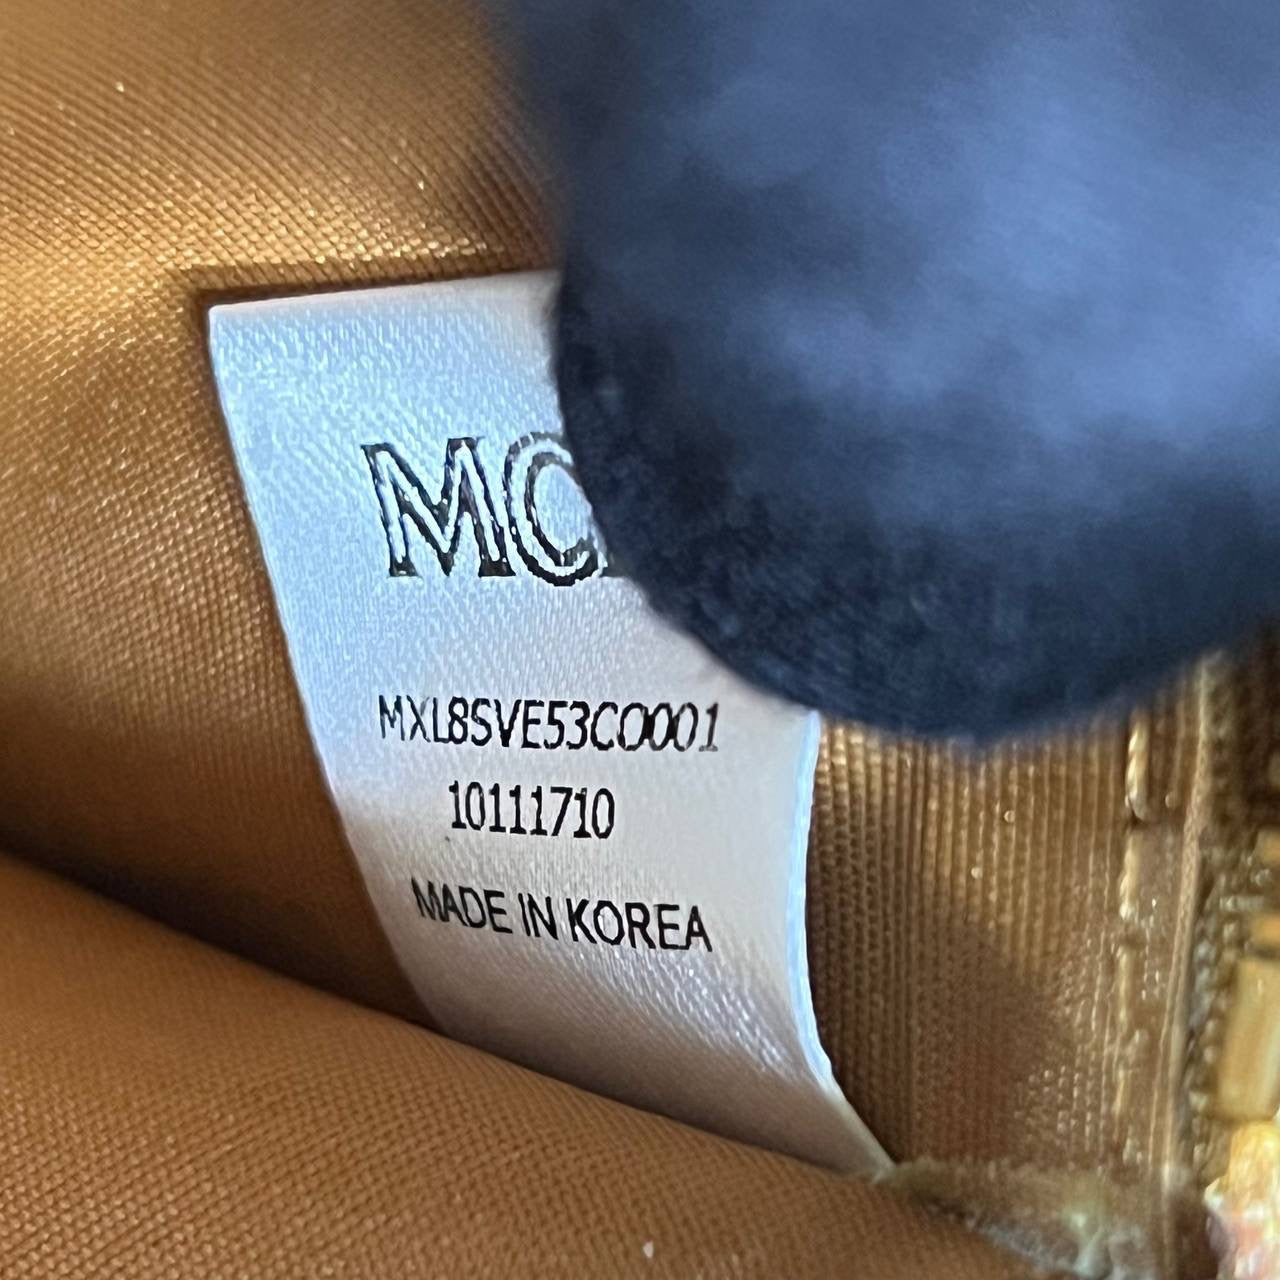 MC
MXL8SVE53CO001
10111710
MADE IN KOREA